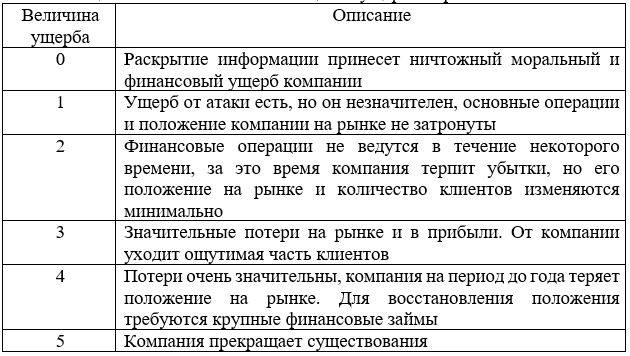 Величина ущерба Описание
0 Раскрытие информации принесет ничтожный моральный и
финансовый ущерб компании
1 Ущерб от атаки есть, но он незначителен, основные операции
и положение компании на рынке не затронуты
2 Финансовые операции не ведутся в течение некоторого
времени, за это время компания терпит убытки, но его
положение на рынке и количество клиентов изменяются
минимально
3 Значительные потери на рынке и в прибыли. От компании
уходит ощутимая часть клиентов
4 Потери очень значительны, компания на период до года теряет
положение на рынке. Для восстановления положения
требуются крупные финансовые займы
5 Компания прекращает существования